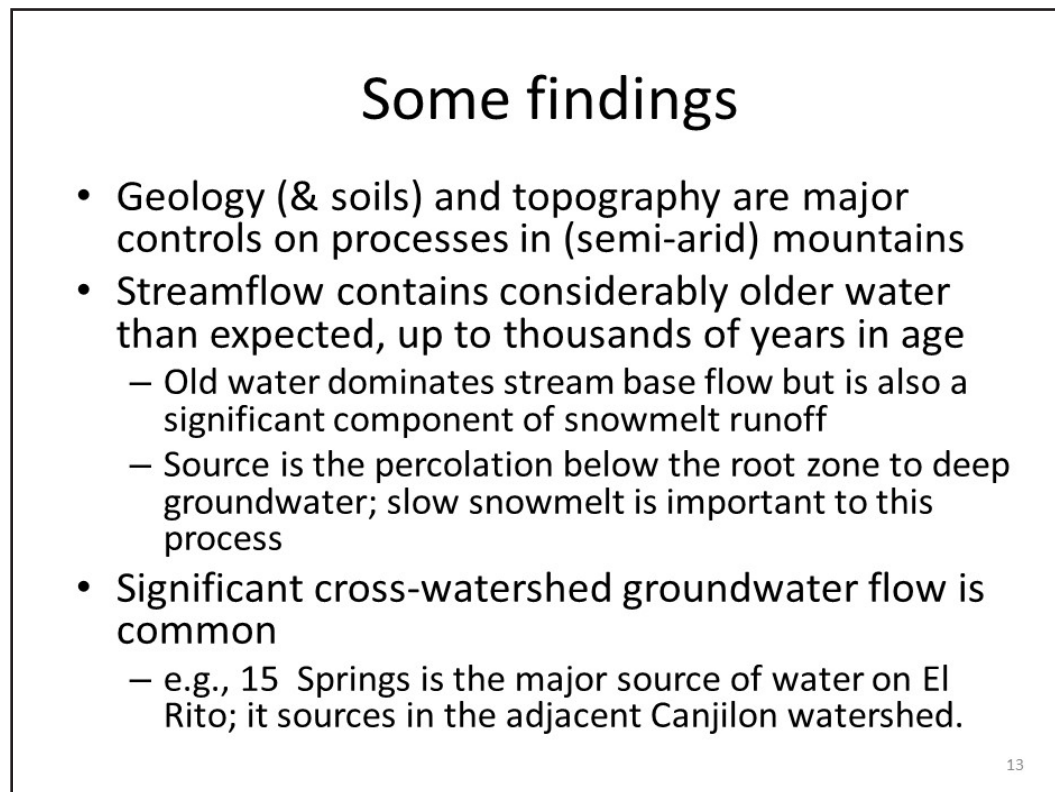 Some findings
• Geology (& soils) and topography are major
controls on processes in (semi-arid) mountains
• Streamflow contains considerably older water
than expected, up to thousands of years in age
– Old water dominates stream base flow but is also a
significant component of snowmelt runoff
– Source is the percolation below the root zone to deep
groundwater; slow snowmelt is important to this
process
• Significant cross-watershed groundwater flow is
common
– e.g., 15  Springs is the major source of water on El
Rito; it sources in the adjacent Canjilon watershed.
13